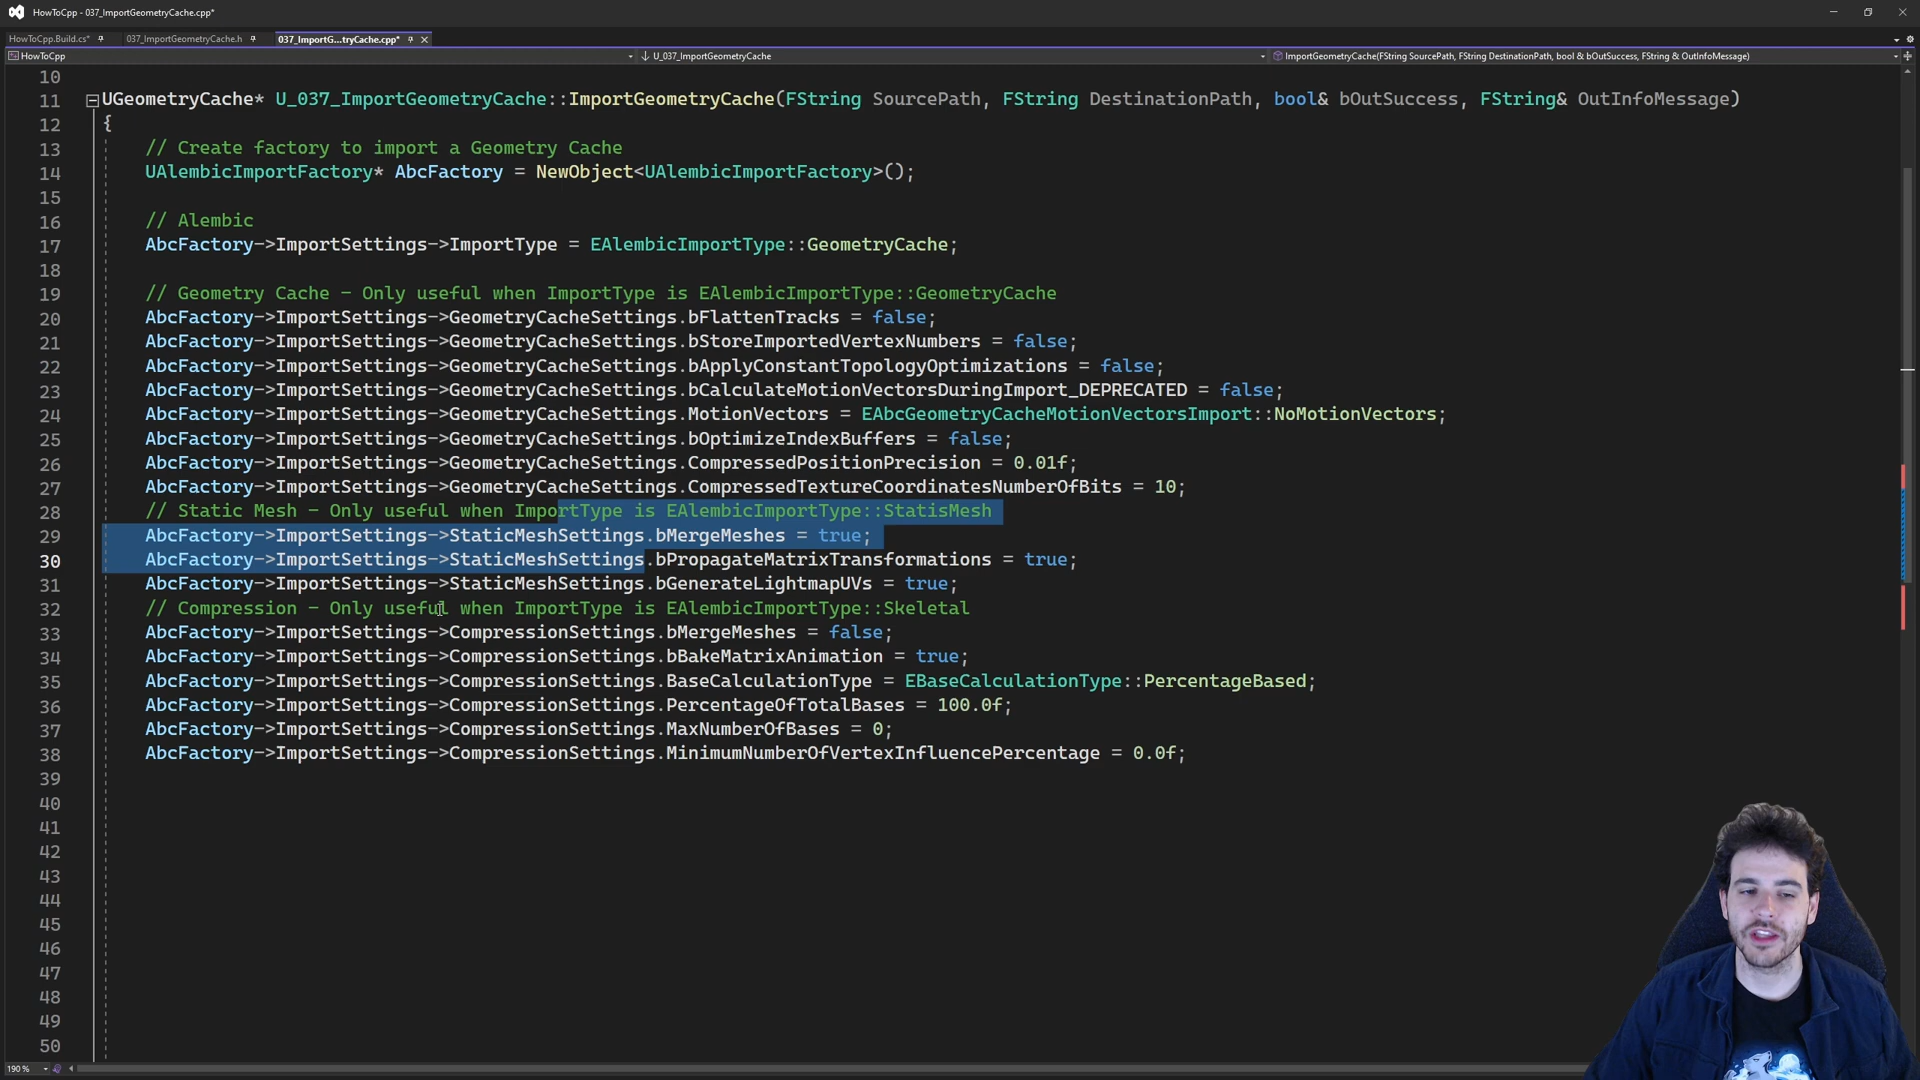 HowToCpp - 037_ImportGeometryCache.cpp*
HowToCpp.Build.cs* 037_ImportGeometryCache.h 037_ImportG...tryCache.cpp*
HowToCpp U_037_ImportGeometryCache ImportGeometryCache(FString SourcePath, FString DestinationPath, bool & bOutSuccess, FString & OutInfoMessage)
10
11 UGeometryCache* U_037_ImportGeometryCache::ImportGeometryCache(FString SourcePath, FString DestinationPath, bool& bOutSuccess, FString& OutInfoMessage)
12 {
13 // Create factory to import a Geometry Cache
14 UAlembicImportFactory* AbcFactory = NewObject<UAlembicImportFactory>();
15
16 // Alembic
17 AbcFactory->ImportSettings->ImportType = EAlembicImportType::GeometryCache;
18
19 // Geometry Cache - Only useful when ImportType is EAlembicImportType::GeometryCache
20 AbcFactory->ImportSettings->GeometryCacheSettings.bFlattenTracks = false;
21 AbcFactory->ImportSettings->GeometryCacheSettings.bStoreImportedVertexNumbers = false;
22 AbcFactory->ImportSettings->GeometryCacheSettings.bApplyConstantTopologyOptimizations = false;
23 AbcFactory->ImportSettings->GeometryCacheSettings.bCalculateMotionVectorsDuringImport_DEPRECATED = false;
24 AbcFactory->ImportSettings->GeometryCacheSettings.MotionVectors = EAbcGeometryCacheMotionVectorsImport::NoMotionVectors;
25 AbcFactory->ImportSettings->GeometryCacheSettings.bOptimizeIndexBuffers = false;
26 AbcFactory->ImportSettings->GeometryCacheSettings.CompressedPositionPrecision = 0.01f;
27 AbcFactory->ImportSettings->GeometryCacheSettings.CompressedTextureCoordinatesNumberOfBits = 10;
28 // Static Mesh - Only useful when ImportType is EAlembicImportType::StatisMesh
29 AbcFactory->ImportSettings->StaticMeshSettings.bMergeMeshes = true;
30 AbcFactory->ImportSettings->StaticMeshSettings.bPropagateMatrixTransformations = true;
31 AbcFactory->ImportSettings->StaticMeshSettings.bGenerateLightmapUVs = true;
32 // Compression - Only useful when ImportType is EAlembicImportType::Skeletal
33 AbcFactory->ImportSettings->CompressionSettings.bMergeMeshes = false;
34 AbcFactory->ImportSettings->CompressionSettings.bBakeMatrixAnimation = true;
35 AbcFactory->ImportSettings->CompressionSettings.BaseCalculationType = EBaseCalculationType::PercentageBased;
36 AbcFactory->ImportSettings->CompressionSettings.PercentageOfTotalBases = 100.0f;
37 AbcFactory->ImportSettings->CompressionSettings.MaxNumberOfBases = 0;
38 AbcFactory->ImportSettings->CompressionSettings.MinimumNumberOfVertexInfluencePercentage = 0.0f;
39
40
41
42
43
44
45
46
47
48
49
50
190 %